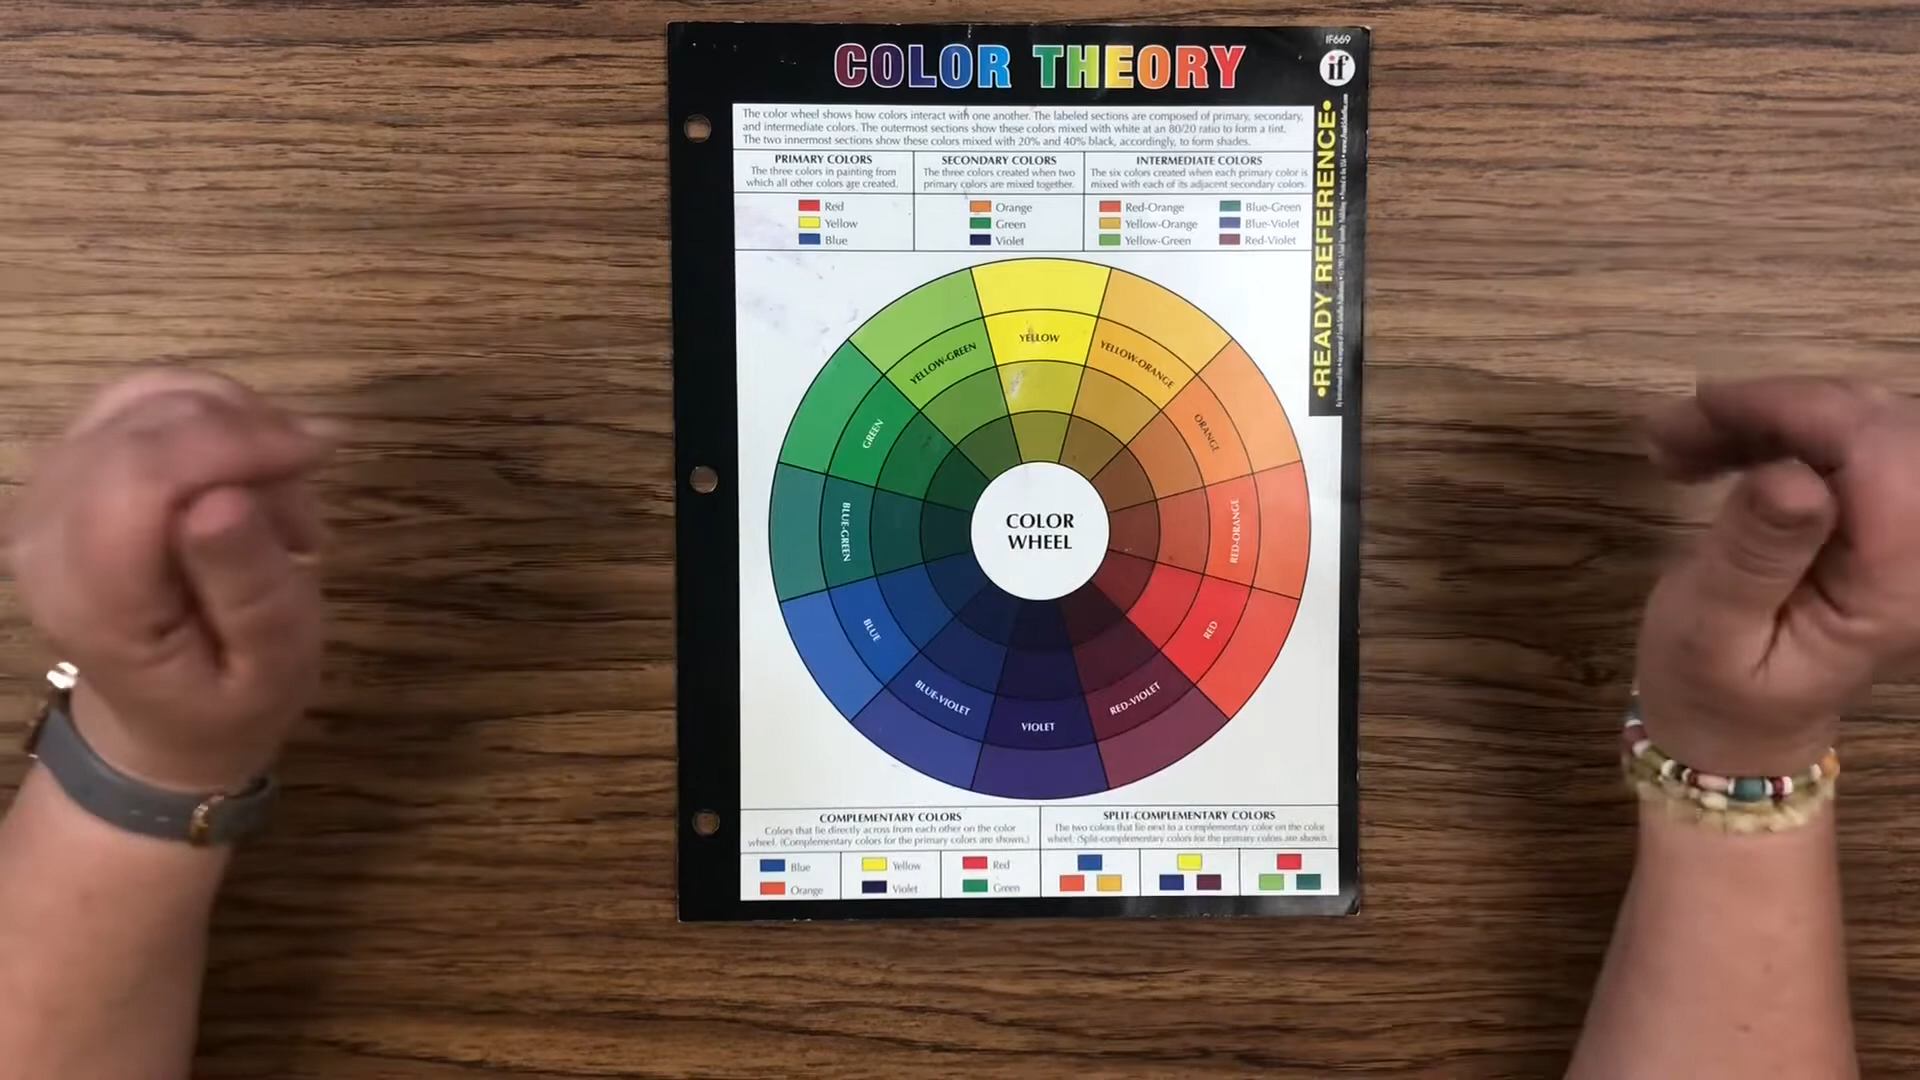 COLOR THEORY
IF669
if
The color wheel shows how colors interact with one another. The labeled sections are composed of primary, secondary,
and intermediate colors. The outermost sections show these colors mixed with white at an 80/20 ratio to form a tint.
The two innermost sections show these colors mixed with 20% and 40% black, accordingly, to form shades.
PRIMARY COLORS
The three colors in painting from
which all other colors are created.
Red
Yellow
Blue
SECONDARY COLORS
The three colors created when two
primary colors are mixed together.
Orange
Green
Violet
INTERMEDIATE COLORS
The six colors created when each primary color is
mixed with each of its adjacent secondary colors.
Red-Orange
Yellow-Orange
Yellow-Green
Blue-Green
Blue-Violet
Red-Violet
•READY REFERENCE•
YELLOW
YELLOW-ORANGE
ORANGE
RED-ORANGE
RED
RED-VIOLET
VIOLET
BLUE-VIOLET
BLUE
BLUE-GREEN
GREEN
YELLOW-GREEN
COLOR
WHEEL
COMPLEMENTARY COLORS
Colors that lie directly across from each other on the color
wheel. (Complementary colors for the primary colors are shown.)
Blue
Orange
Yellow
Violet
Red
Green
SPLIT-COMPLEMENTARY COLORS
The two colors that lie next to a complementary color on the color
wheel. (Split-complementary colors for the primary colors are shown.)